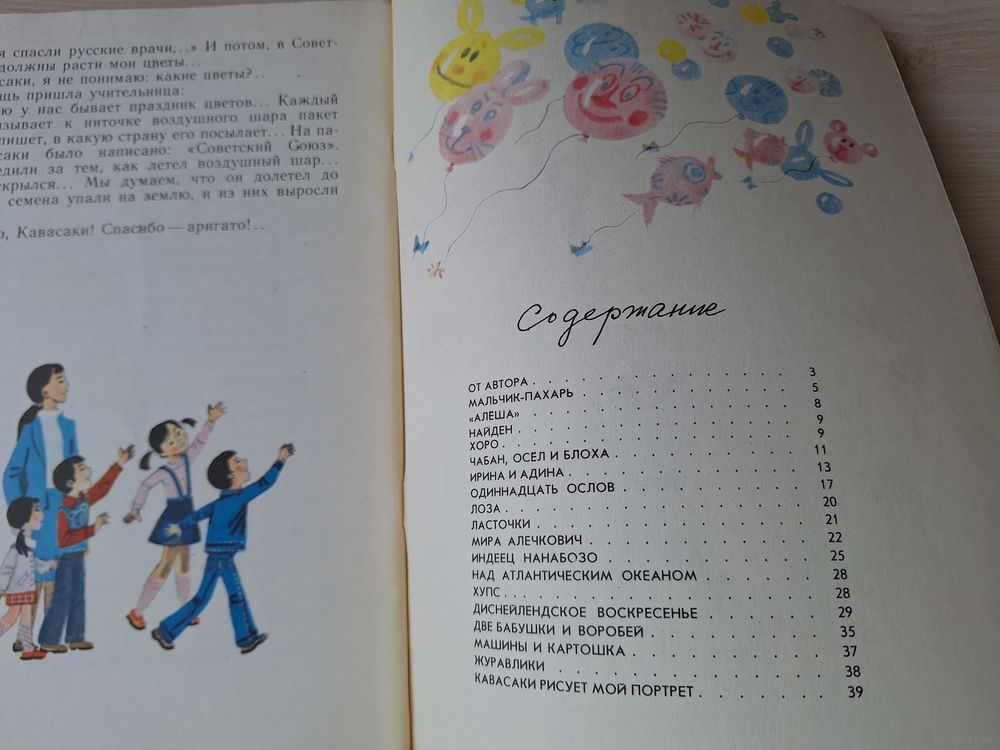 я спасли русские врачи...» И потом, в Совет-
должны расти мои цветы...
саки, я не понимаю: какие цветы?..
щь пришла учительница:
ю у нас бывает праздник цветов... Каждый
язывает к ниточке воздушного шара пакет
пишет, в какую страну его посылает... На па-
саки было написано: «Советский Союз».
едили за тем, как летел воздушный шар...
скрылся... Мы думаем, что он долетел до
семена упали на землю, и из них выросли
о, Кавасаки! Спасибо — аригато!..
Содержание
ОТ АВТОРА . . . . . . . . . . . . 3
МАЛЬЧИК-ПАХАРЬ . . . . . . . . . . 5
«АЛЕША» . . . . . . . . . . . . 8
НАЙДЕН . . . . . . . . . . . . 9
ХОРО . . . . . . . . . . . . 9
ЧАБАН, ОСЁЛ И БЛОХА . . . . . . . . . 11
ИРИНА И АДИНА . . . . . . . . . . . 13
ОДИННАДЦАТЬ ОСЛОВ . . . . . . . . . 17
ЛОЗА . . . . . . . . . . . . 20
ЛАСТОЧКИ . . . . . . . . . . . . 21
МИРА АЛЕЧКОВИЧ . . . . . . . . . . 22
ИНДЕЕЦ НАНАБОЗО . . . . . . . . . . 25
НАД АТЛАНТИЧЕСКИМ ОКЕАНОМ . . . . . . 28
ХУПС . . . . . . . . . . . . 28
ДИСНЕЙЛЕНДСКОЕ ВОСКРЕСЕНЬЕ . . . . . . 29
ДВЕ БАБУШКИ И ВОРОБЕЙ . . . . . . . . 35
МАШИНЫ И КАРТОШКА . . . . . . . . . 37
ЖУРАВЛИКИ . . . . . . . . . . . . 38
КАВАСАКИ РИСУЕТ МОЙ ПОРТРЕТ . . . . . . 39